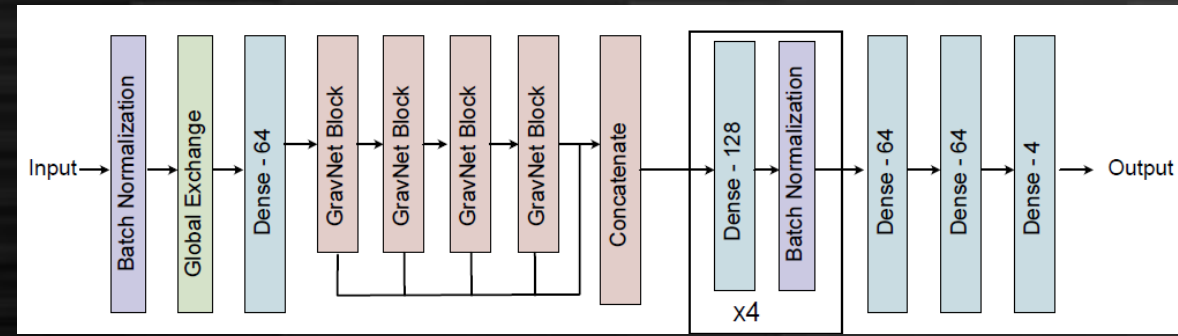 Input
Batch Normalization
Global Exchange
Dense - 64
GravNet Block
GravNet Block
GravNet Block
GravNet Block
Concatenate
Dense - 128
Batch Normalization
x4
Dense - 64
Dense - 64
Dense - 4
Output